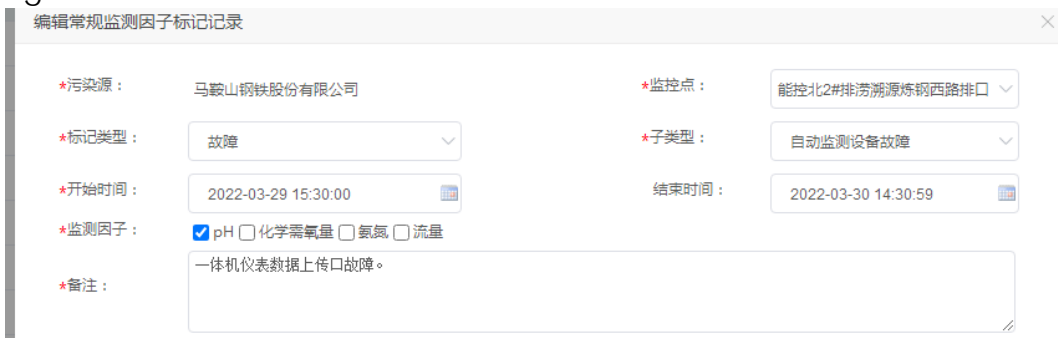 编辑常规监测因子标记记录
*污染源： 马鞍山钢铁股份有限公司 *监控点： 能控北2#排涝溯源炼钢西路排口
*标记类型： 故障 *子类型： 自动监测设备故障
*开始时间： 2022-03-29 15:30:00 结束时间： 2022-03-30 14:30:59
*监测因子： pH 化学需氧量 氨氮 流量
*备注： 一体机仪表数据上传口故障。